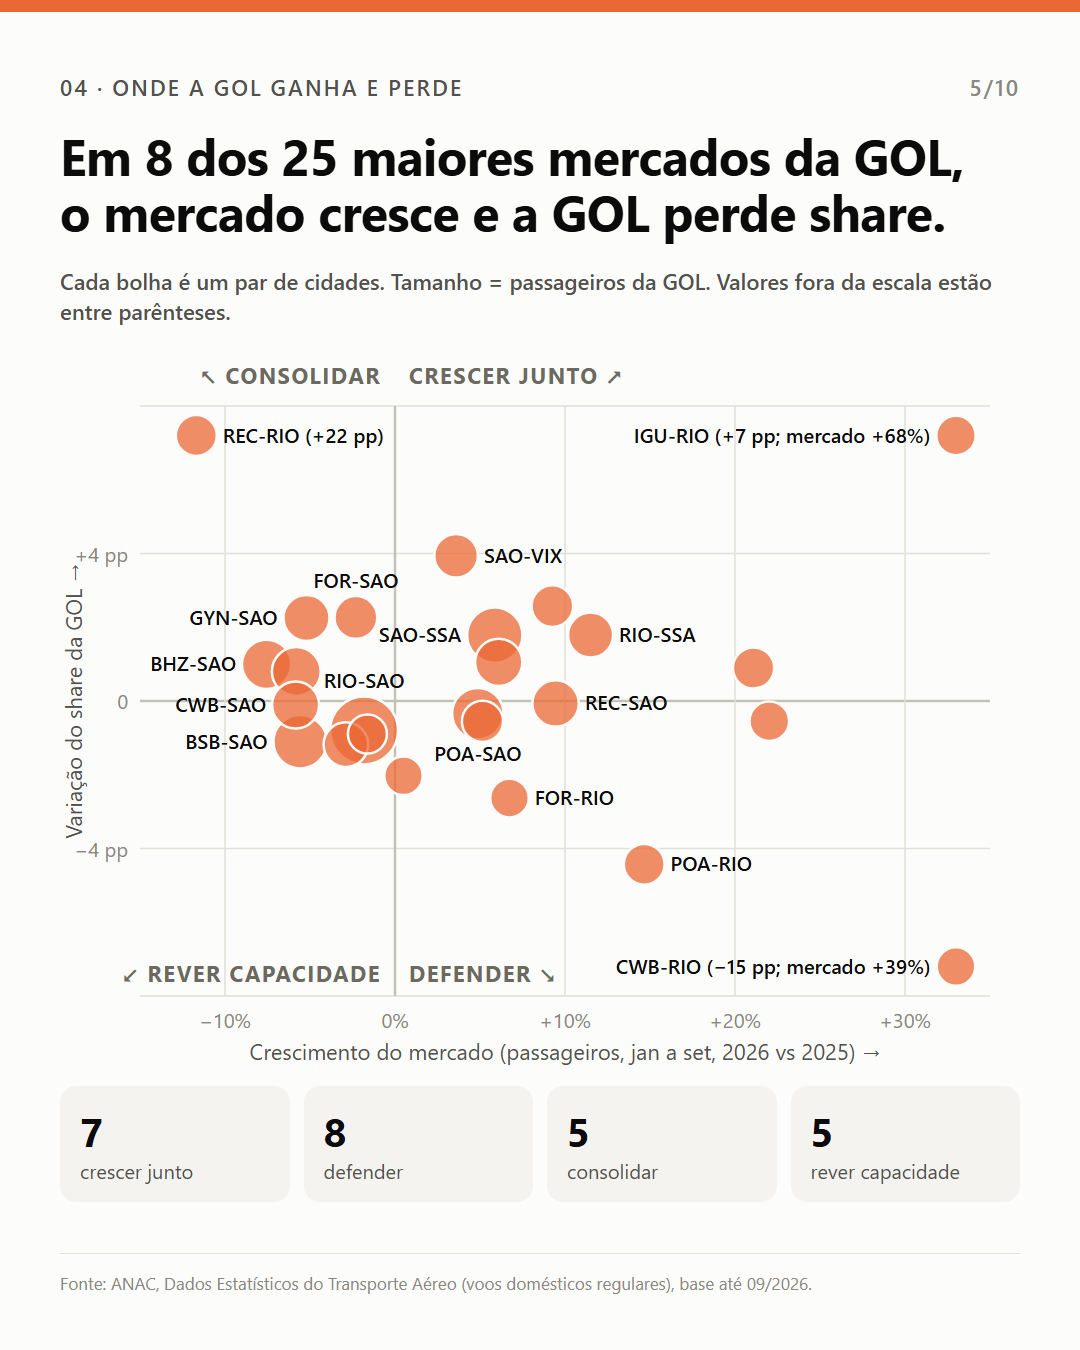 04 · ONDE A GOL GANHA E PERDE
5/10
Em 8 dos 25 maiores mercados da GOL,
o mercado cresce e a GOL perde share.
Cada bolha é um par de cidades. Tamanho = passageiros da GOL. Valores fora da escala estão
entre parênteses.
↖ CONSOLIDAR
CRESCER JUNTO ↗
REC-RIO (+22 pp)
IGU-RIO (+7 pp; mercado +68%)
+4 pp
SAO-VIX
FOR-SAO
GYN-SAO
SAO-SSA
RIO-SSA
BHZ-SAO
RIO-SAO
0
CWB-SAO
REC-SAO
BSB-SAO
POA-SAO
FOR-RIO
−4 pp
POA-RIO
Variação do share da GOL →
CWB-RIO (−15 pp; mercado +39%)
↙ REVER CAPACIDADE
DEFENDER ↘
−10%
0%
+10%
+20%
+30%
Crescimento do mercado (passageiros, jan a set, 2026 vs 2025) →
7
crescer junto
8
defender
5
consolidar
5
rever capacidade
Fonte: ANAC, Dados Estatísticos do Transporte Aéreo (voos domésticos regulares), base até 09/2026.